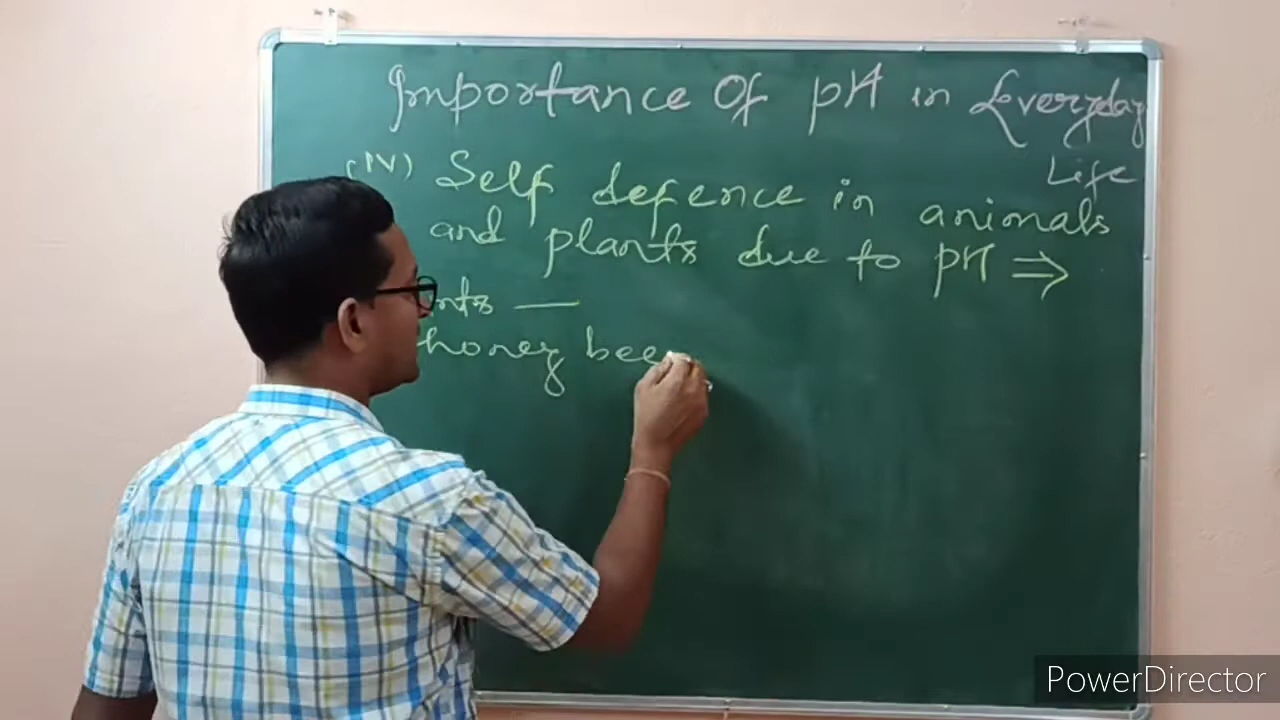 Importance Of pH in Everyday
Life
(IV) Self defence in animals
and plants due to pH ⇒
nts —
honey bee
PowerDirector